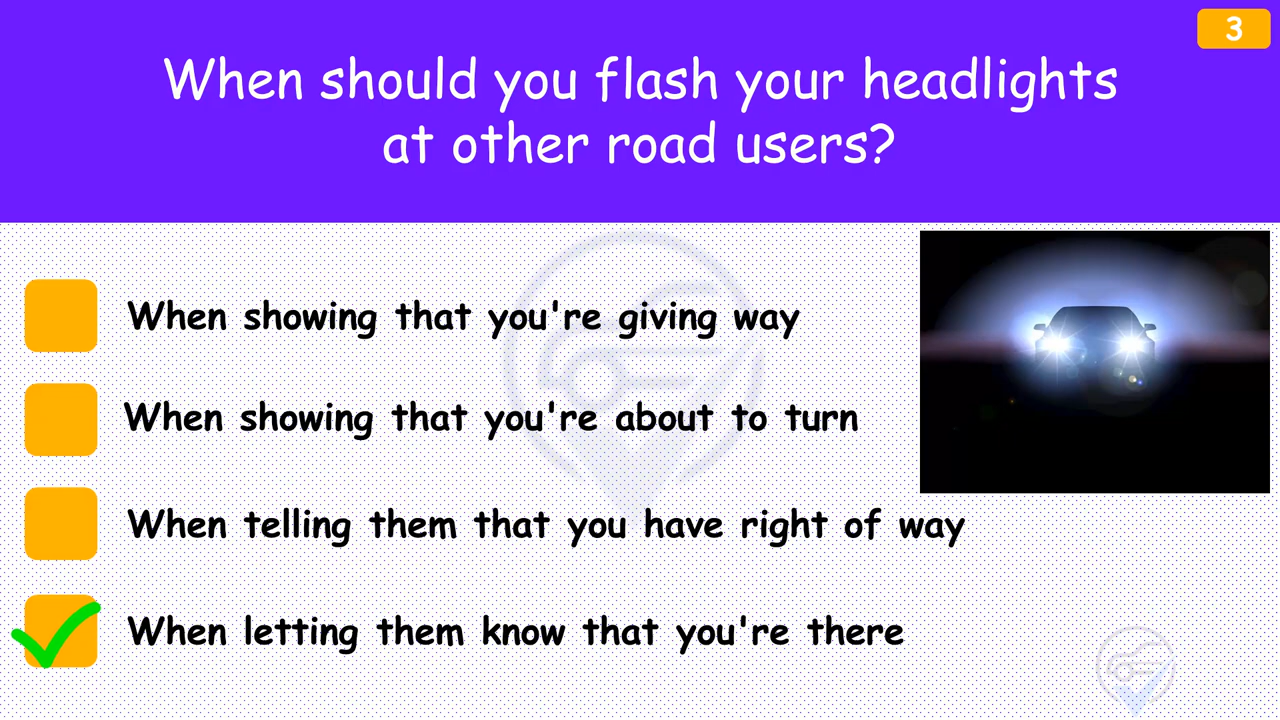 3
When should you flash your headlights
at other road users?
When showing that you're giving way
When showing that you're about to turn
When telling them that you have right of way
When letting them know that you're there